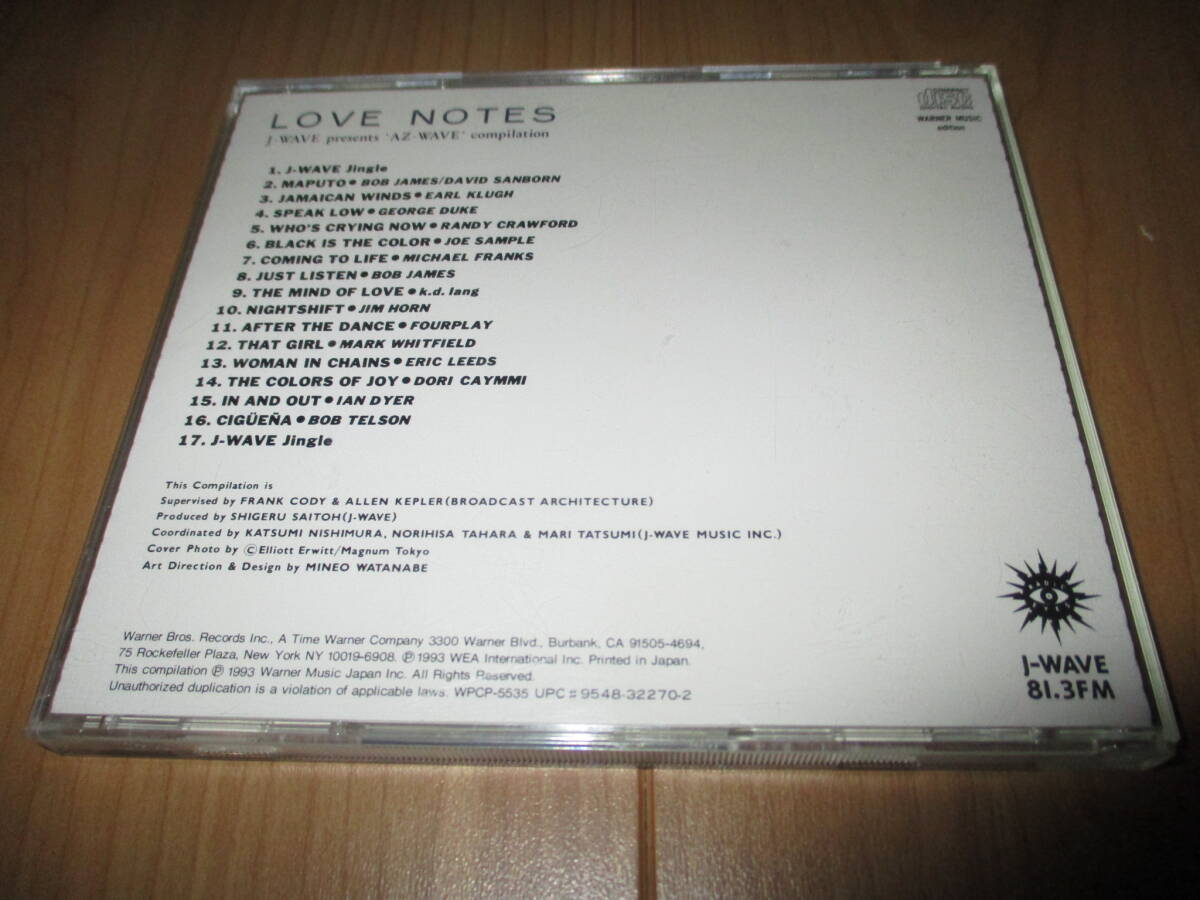 LOVE NOTES
J-WAVE presents 'AZ-WAVE' compilation
COMPACT
disc
WARNER MUSIC
edition
1. J-WAVE Jingle
2. MAPUTO • BOB JAMES/DAVID SANBORN
3. JAMAICAN WINDS • EARL KLUGH
4. SPEAK LOW • GEORGE DUKE
5. WHO'S CRYING NOW • RANDY CRAWFORD
6. BLACK IS THE COLOR • JOE SAMPLE
7. COMING TO LIFE • MICHAEL FRANKS
8. JUST LISTEN • BOB JAMES
9. THE MIND OF LOVE • k.d. lang
10. NIGHTSHIFT • JIM HORN
11. AFTER THE DANCE • FOURPLAY
12. THAT GIRL • MARK WHITFIELD
13. WOMAN IN CHAINS • ERIC LEEDS
14. THE COLORS OF JOY • DORI CAYMMI
15. IN AND OUT • IAN DYER
16. CIGÜEÑA • BOB TELSON
17. J-WAVE Jingle
This Compilation is
Supervised by FRANK CODY & ALLEN KEPLER(BROADCAST ARCHITECTURE)
Produced by SHIGERU SAITOH(J-WAVE)
Coordinated by KATSUMI NISHIMURA, NORIHISA TAHARA & MARI TATSUMI(J-WAVE MUSIC INC.)
Cover Photo by ©Elliott Erwitt/Magnum Tokyo
Art Direction & Design by MINEO WATANABE
Warner Bros. Records Inc., A Time Warner Company 3300 Warner Blvd., Burbank, CA 91505-4694,
75 Rockefeller Plaza, New York NY 10019-6908. ℗ 1993 WEA International Inc. Printed in Japan.
This compilation ℗ 1993 Warner Music Japan Inc. All Rights Reserved.
Unauthorized duplication is a violation of applicable laws. WPCP-5535 UPC # 9548-32270-2
J-WAVE
81.3FM